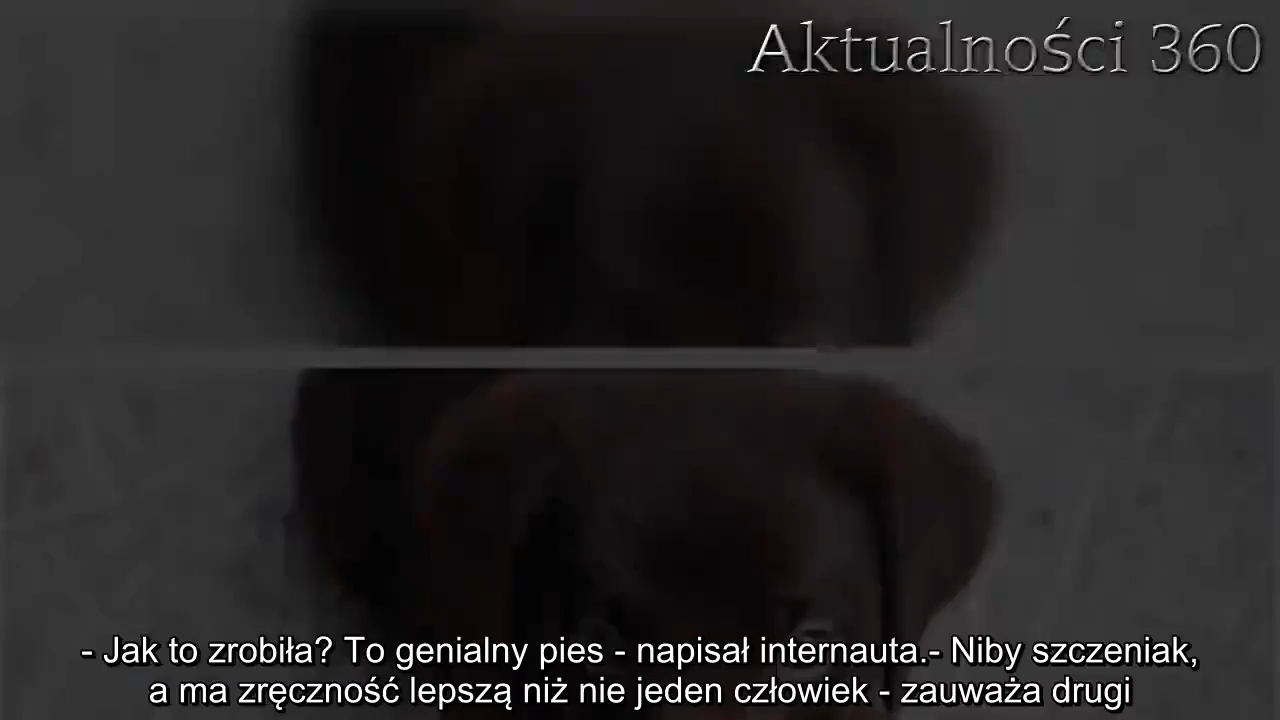 Aktualności 360
- Jak to zrobiła? To genialny pies - napisał internauta.- Niby szczeniak,
a ma zręczność lepszą niż nie jeden człowiek - zauważa drugi